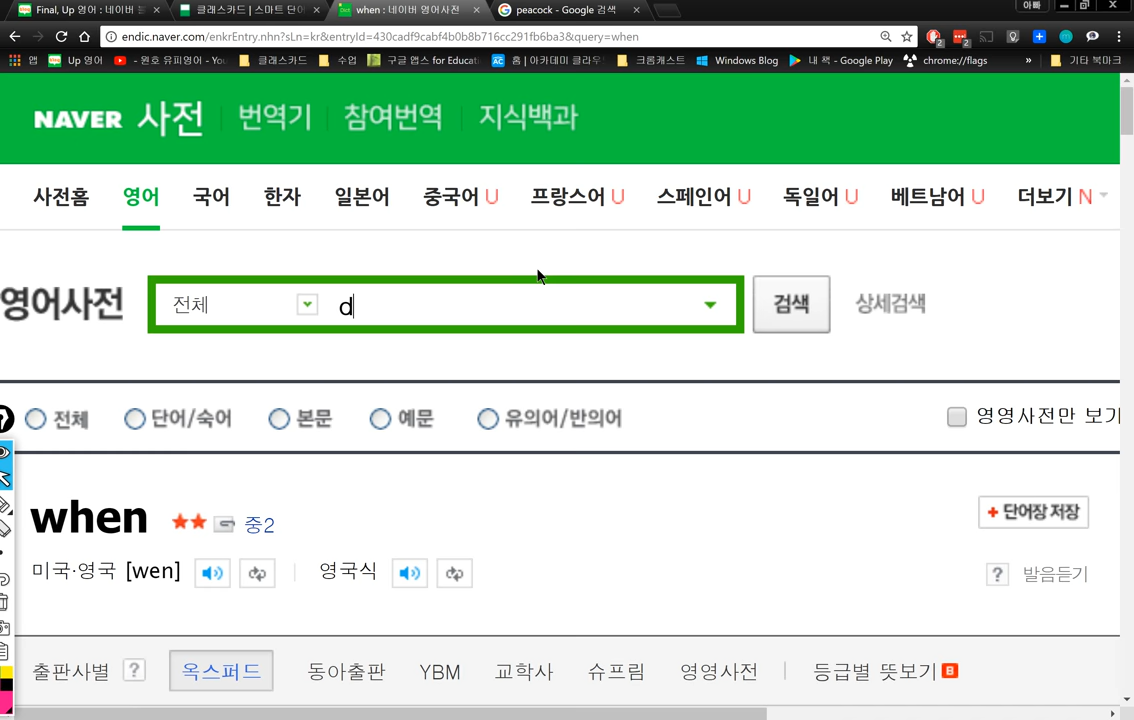 Final, Up 영어 : 네이버 블
클래스카드 | 스마트 단어
when : 네이버 영어사전
peacock - Google 검색
아빠
endic.naver.com/enkrEntry.nhn?sLn=kr&entryId=430cadf9cabf4b0b8b716cc291fb6ba3&query=when
앱 Up 영어 - 원호 유피영어 - You 클래스카드 수업 구글 앱스 for Educati 홈 | 아카데미 클라우 크롬캐스트 Windows Blog 내 책 - Google Play chrome://flags » 기타 북마크
NAVER 사전 번역기 참여번역 지식백과
사전홈 영어 국어 한자 일본어 중국어 U 프랑스어 U 스페인어 U 독일어 U 베트남어 U 더보기 N
영어사전 전체 d 검색 상세검색
전체 단어/숙어 본문 예문 유의어/반의어 영영사전만 보기
when 중2 + 단어장 저장
미국·영국 [wen] 영국식 ? 발음듣기
출판사별 ? 옥스퍼드 동아출판 YBM 교학사 슈프림 영영사전 등급별 뜻보기 B